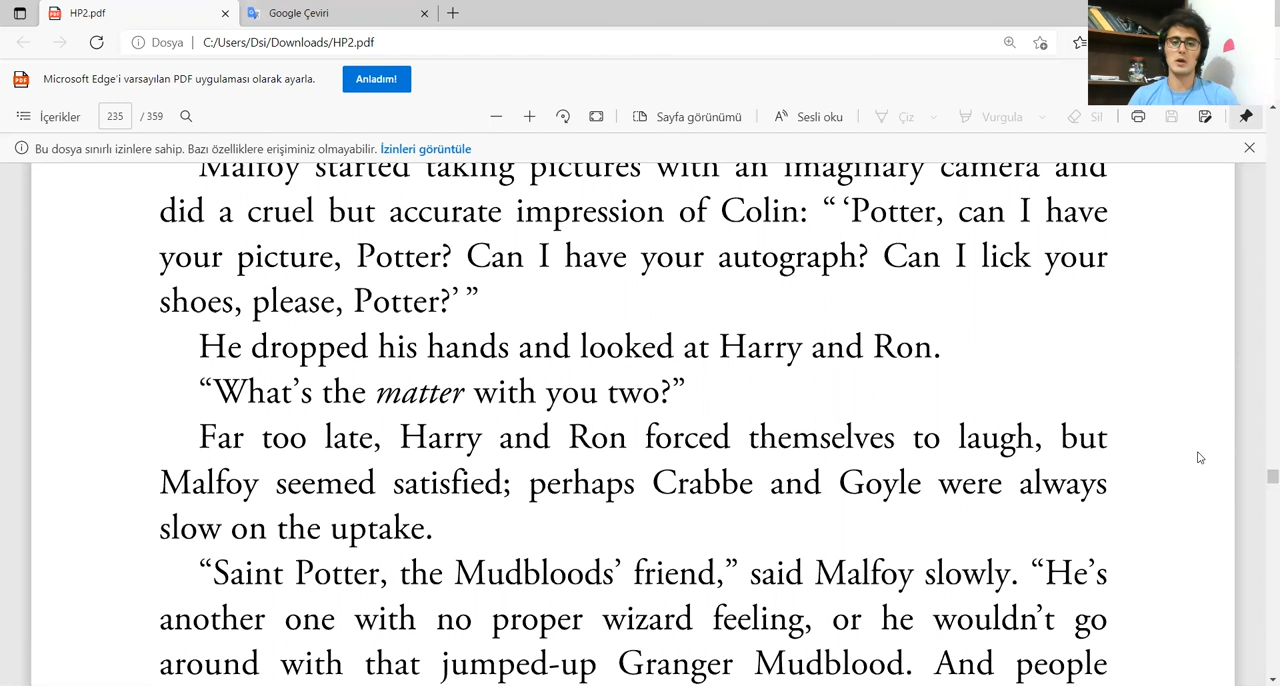 HP2.pdf
Google Çeviri
Dosya
C:/Users/Dsi/Downloads/HP2.pdf
Microsoft Edge'i varsayılan PDF uygulaması olarak ayarla.
Anladım!
İçerikler
235
/ 359
Sayfa görünümü
Sesli oku
Çiz
Vurgula
Sil
Bu dosya sınırlı izinlere sahip. Bazı özelliklere erişiminiz olmayabilir. İzinleri görüntüle
Malfoy started taking pictures with an imaginary camera and
did a cruel but accurate impression of Colin: “ ‘Potter, can I have
your picture, Potter? Can I have your autograph? Can I lick your
shoes, please, Potter?’ ”
He dropped his hands and looked at Harry and Ron.
“What’s the matter with you two?”
Far too late, Harry and Ron forced themselves to laugh, but
Malfoy seemed satisfied; perhaps Crabbe and Goyle were always
slow on the uptake.
“Saint Potter, the Mudbloods’ friend,” said Malfoy slowly. “He’s
another one with no proper wizard feeling, or he wouldn’t go
around with that jumped-up Granger Mudblood. And people